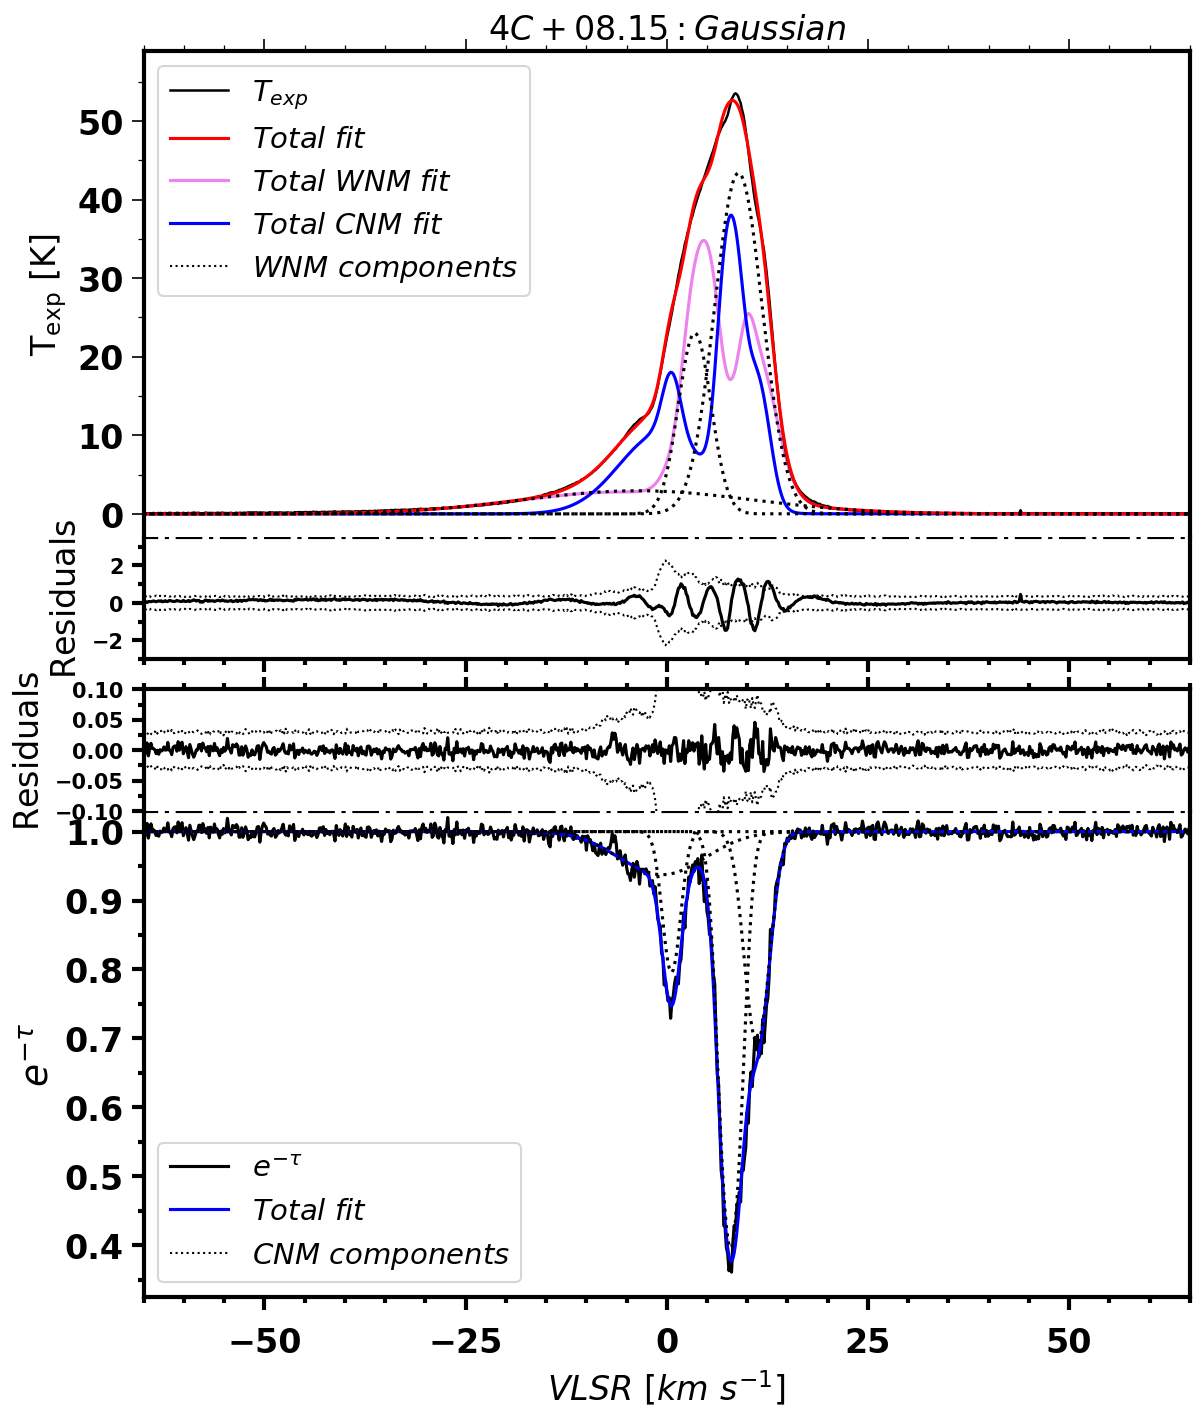 4C + 08.15 : Gaussian
T_exp
Total fit
Total WNM fit
Total CNM fit
WNM components
T_exp [K]
50
40
30
20
10
0
Residuals
2
0
−2
Residuals
0.10
0.05
0.00
−0.05
−0.10
e^−τ
1.0
0.9
0.8
0.7
0.6
0.5
0.4
e^−τ
Total fit
CNM components
−50 −25 0 25 50
VLSR [km s^−1]